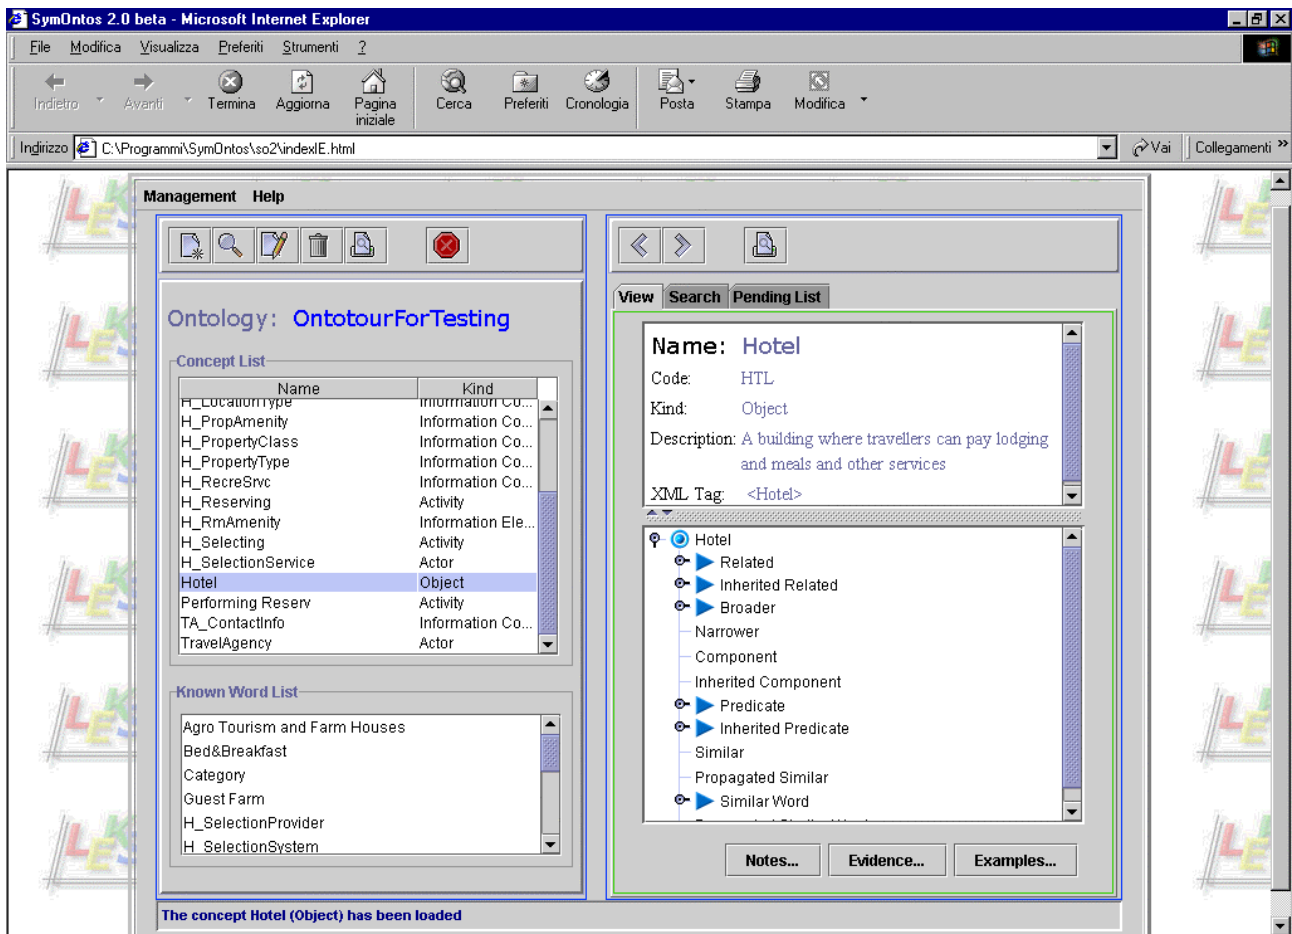 SymOntos 2.0 beta - Microsoft Internet Explorer
File Modifica Visualizza Preferiti Strumenti ?
Indietro Avanti Termina Aggiorna Pagina iniziale Cerca Preferiti Cronologia Posta Stampa Modifica
Indirizzo C:\Programmi\SymOntos\so2\indexIE.html Vai Collegamenti »
Management Help
Ontology: OntotourForTesting
Concept List
Name Kind
H_LocationType Information Co...
H_PropAmenity Information Co...
H_PropertyClass Information Co...
H_PropertyType Information Co...
H_RecreSrvc Information Co...
H_Reserving Activity
H_RmAmenity Information Ele...
H_Selecting Activity
H_SelectionService Actor
Hotel Object
Performing Reserv Activity
TA_ContactInfo Information Co...
TravelAgency Actor
Known Word List
Agro Tourism and Farm Houses
Bed&Breakfast
Category
Guest Farm
H_SelectionProvider
H_SelectionSystem
View Search Pending List
Name: Hotel
Code: HTL
Kind: Object
Description: A building where travellers can pay lodging
and meals and other services
XML Tag: <Hotel>
Hotel
Related
Inherited Related
Broader
Narrower
Component
Inherited Component
Predicate
Inherited Predicate
Similar
Propagated Similar
Similar Word
Notes... Evidence... Examples...
The concept Hotel (Object) has been loaded